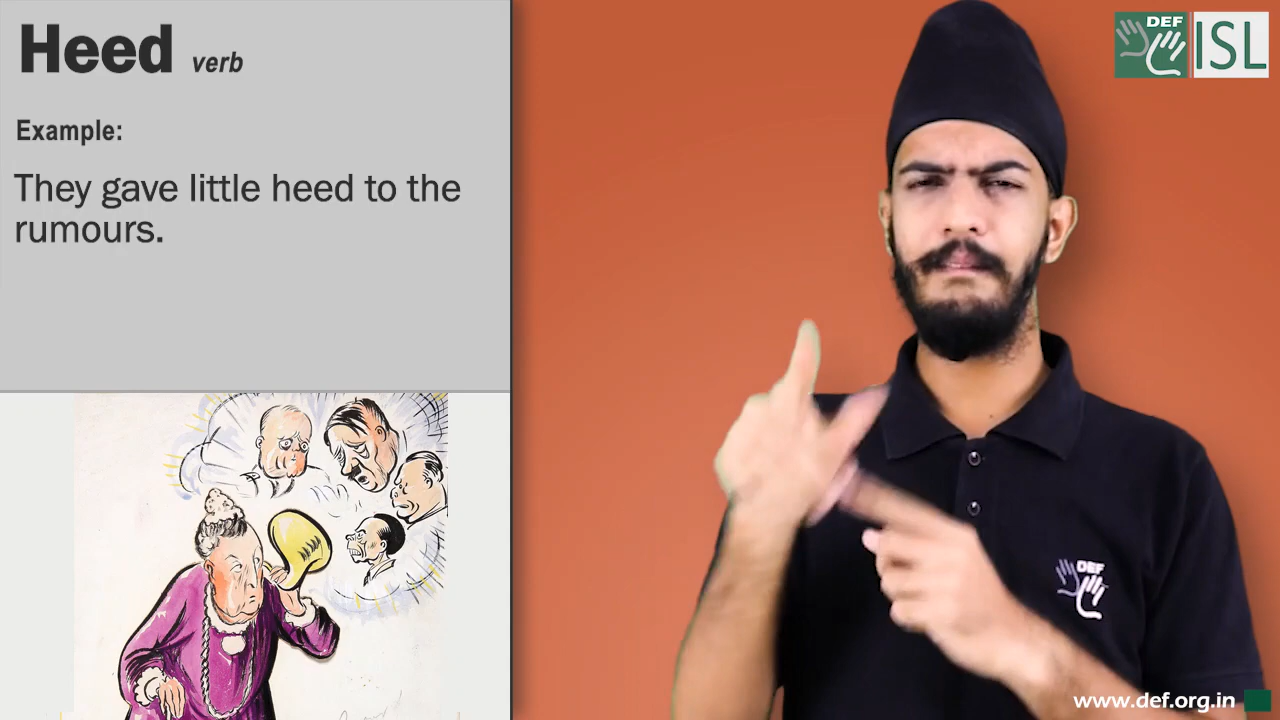 Heed verb
Example:
They gave little heed to the
rumours.
DEF
ISL
DEF
www.def.org.in